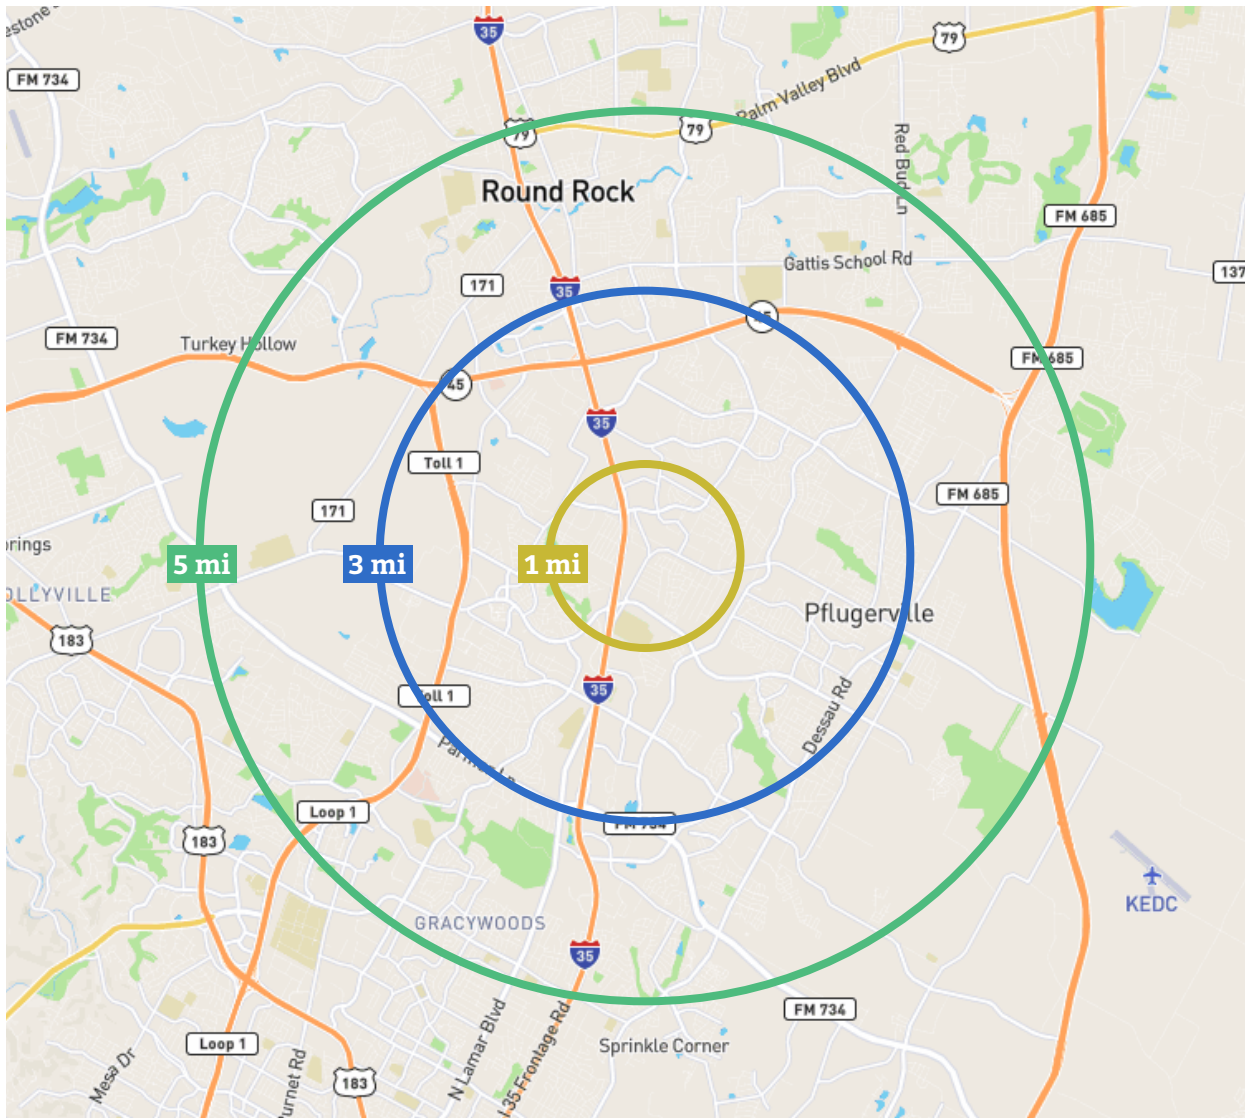 35
79
FM 734
Palm Valley Blvd
79
79
Red Bud Ln
Round Rock
FM 685
Gattis School Rd
137
171
35
FM 734
Turkey Hollow
45
FM 685
45
35
Toll 1
FM 685
171
5 mi
3 mi
1 mi
183
Pflugerville
35
Toll 1
Dessau Rd
Loop 1
183
KEDC
GRACYWOODS
35
FM 734
N Lamar Blvd
I 35 Frontage Rd
Loop 1
Sprinkle Corner
Mesa Dr
183